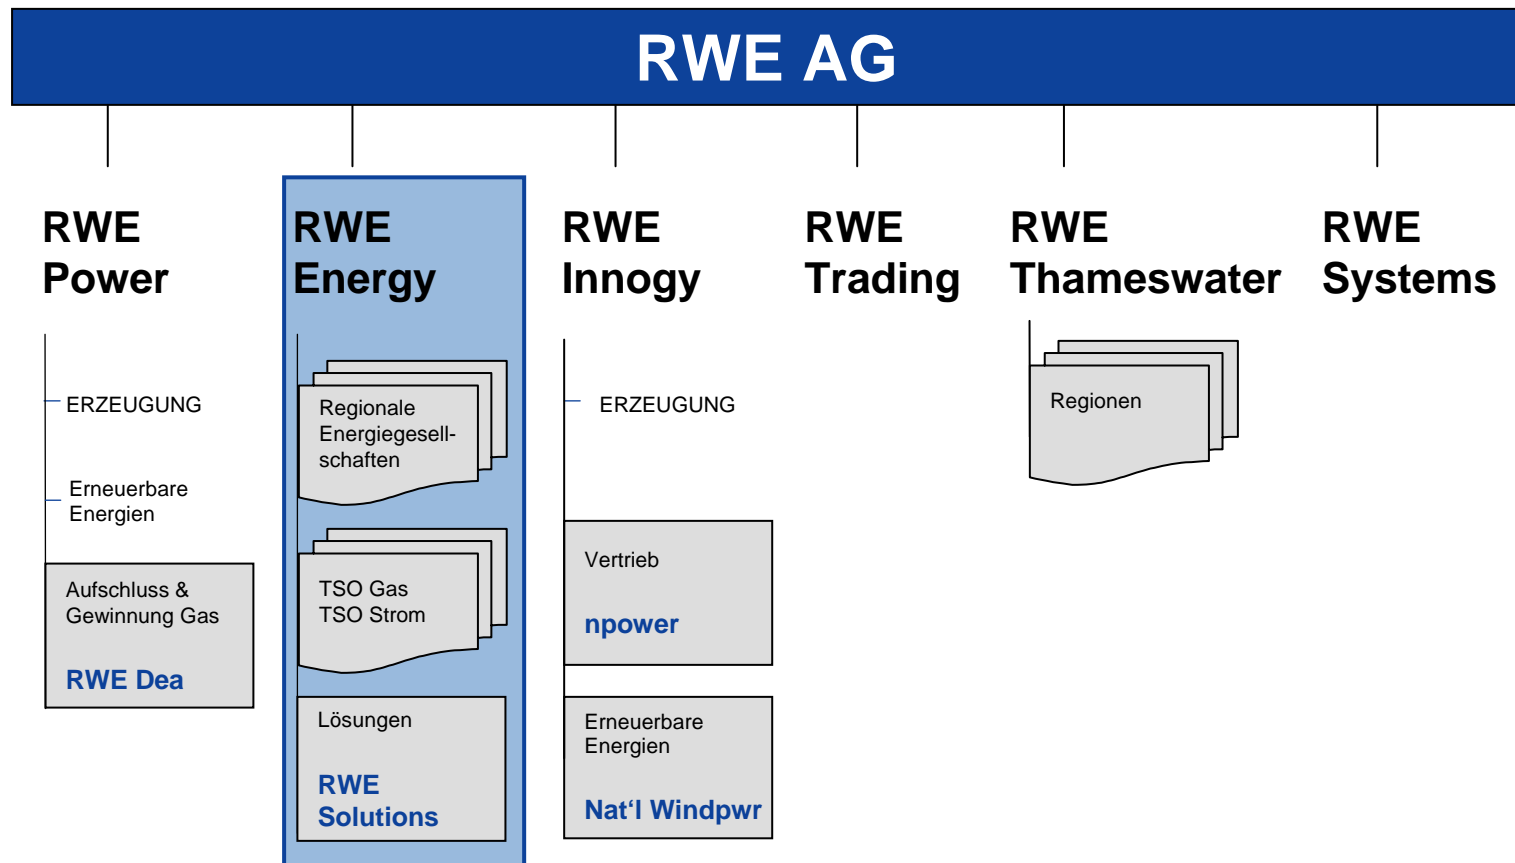 RWE AG
RWE
Power
ERZEUGUNG
Erneuerbare
Energien
Aufschluss &
Gewinnung Gas
RWE Dea
RWE
Energy
Regionale
Energiegesell-
schaften
TSO Gas
TSO Strom
Lösungen
RWE
Solutions
RWE
Innogy
ERZEUGUNG
Vertrieb
npower
Erneuerbare
Energien
Nat‘l Windpwr
RWE
Trading
RWE
Thameswater
Regionen
RWE
Systems